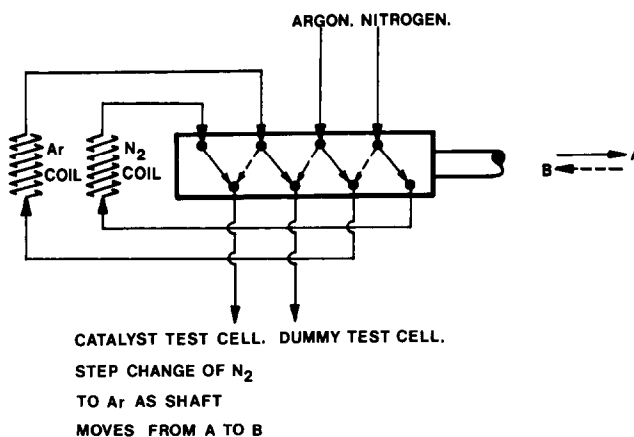 ARGON. NITROGEN.
Ar
COIL
N2
COIL
B
A
CATALYST TEST CELL. DUMMY TEST CELL.
STEP CHANGE OF N2
TO Ar AS SHAFT
MOVES FROM A TO B